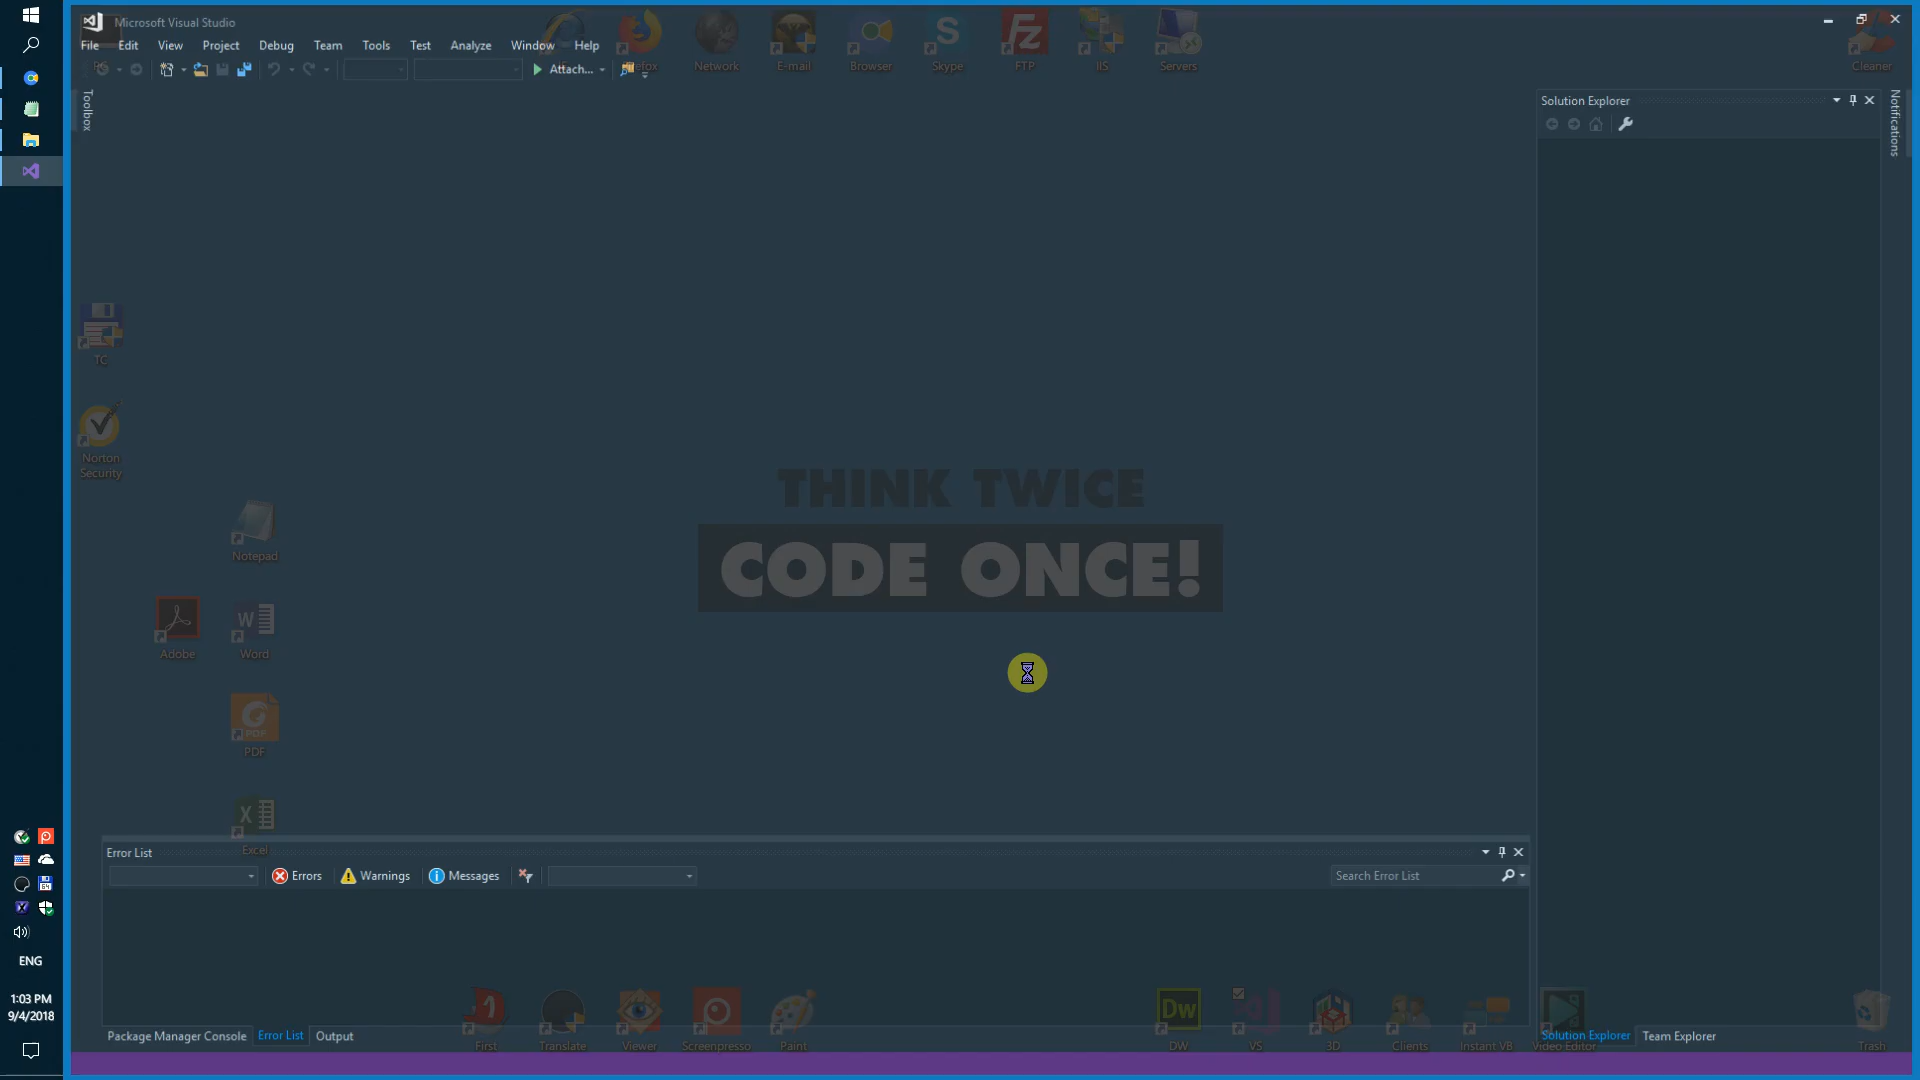 Microsoft Visual Studio
File Edit View Project Debug Team Tools Test Analyze Window Help
Network E-mail Browser Skype FTP IIS Servers Cleaner
Attach...
Toolbox
Solution Explorer
Notifications
TC
Norton
Security
THINK TWICE
CODE ONCE!
Notepad
Adobe Word
PDF
Excel
Error List
Errors Warnings Messages
Search Error List
ENG
1:03 PM
9/4/2018
Package Manager Console Error List Output
Solution Explorer Team Explorer
First Translate Viewer Screenpresso Paint DW VS 3D Clients Instant VB Video Editor Trash